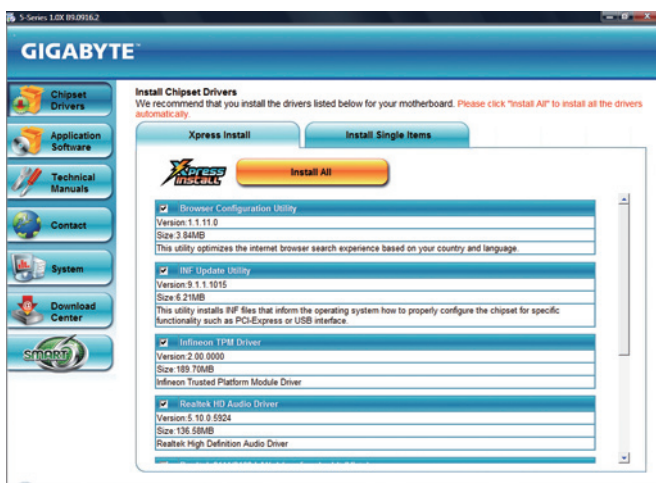 5-Series 1.0X B9.0916.2
GIGABYTE™
Chipset
Drivers
Application
Software
Technical
Manuals
Contact
System
Download
Center
SMART6
Install Chipset Drivers
We recommend that you install the drivers listed below for your motherboard. Please click "Install All" to install all the drivers
automatically.
Xpress Install
Install Single Items
Xpress
INSTALL
Install All
Browser Configuration Utility
Version:1.1.11.0
Size:3.84MB
This utility optimizes the internet browser search experience based on your country and language.
INF Update Utility
Version:9.1.1.1015
Size:6.21MB
This utility installs INF files that inform the operating system how to properly configure the chipset for specific
functionality such as PCI-Express or USB interface.
Infineon TPM Driver
Version:2.00.0000
Size:189.70MB
Infineon Trusted Platform Module Driver
Realtek HD Audio Driver
Version:5.10.0.5924
Size:136.58MB
Realtek High Definition Audio Driver